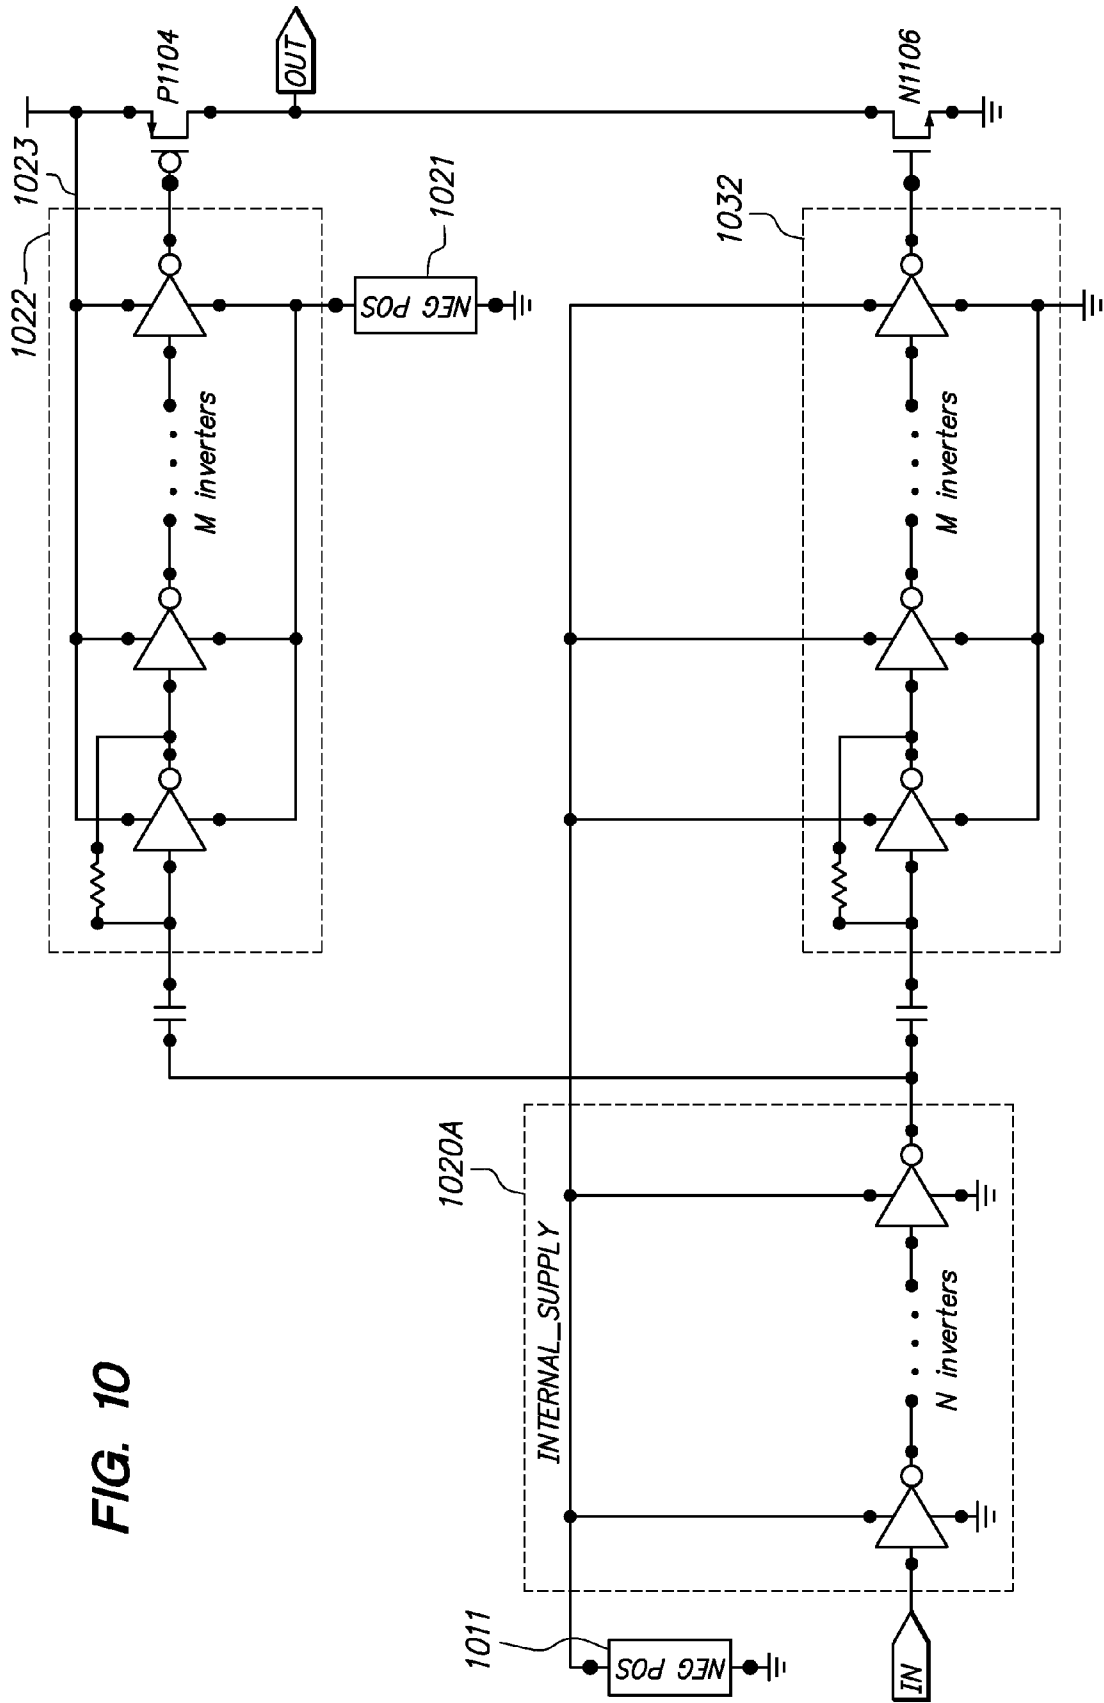 FIG. 10
1022
1023
P1104
OUT
M inverters
1021
NEG POS
1020A
INTERNAL_SUPPLY
1011
NEG POS
IN
N inverters
1032
M inverters
N1106